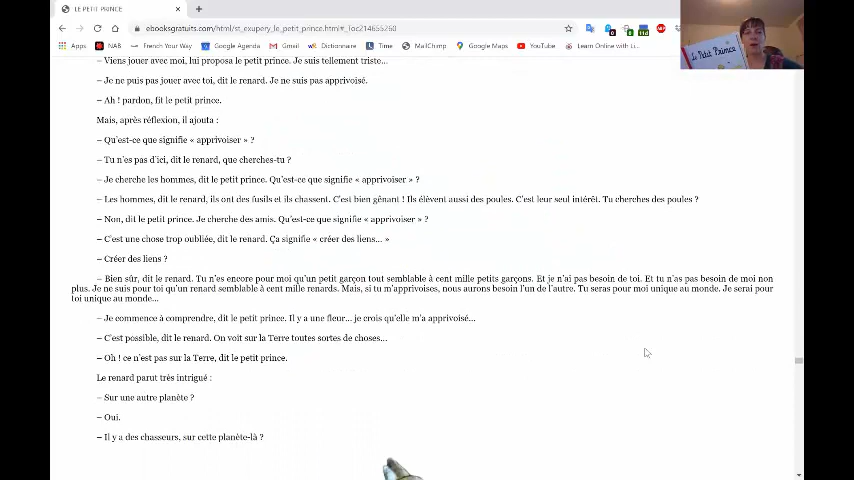 LE PETIT PRINCE
ebooksgratuits.com/html/st_exupery_le_petit_prince.html#_Toc214655260
Apps NAB French Your Way Google Agenda Gmail Dictionnaire Time MailChimp Google Maps YouTube Learn Online with Li...
Le Petit Prince
– Viens jouer avec moi, lui proposa le petit prince. Je suis tellement triste...
– Je ne puis pas jouer avec toi, dit le renard. Je ne suis pas apprivoisé.
– Ah ! pardon, fit le petit prince.
Mais, après réflexion, il ajouta :
– Qu'est-ce que signifie « apprivoiser » ?
– Tu n'es pas d'ici, dit le renard, que cherches-tu ?
– Je cherche les hommes, dit le petit prince. Qu'est-ce que signifie « apprivoiser » ?
– Les hommes, dit le renard, ils ont des fusils et ils chassent. C'est bien gênant ! Ils élèvent aussi des poules. C'est leur seul intérêt. Tu cherches des poules ?
– Non, dit le petit prince. Je cherche des amis. Qu'est-ce que signifie « apprivoiser » ?
– C'est une chose trop oubliée, dit le renard. Ça signifie « créer des liens... »
– Créer des liens ?
– Bien sûr, dit le renard. Tu n'es encore pour moi qu'un petit garçon tout semblable à cent mille petits garçons. Et je n'ai pas besoin de toi. Et tu n'as pas besoin de moi non
plus. Je ne suis pour toi qu'un renard semblable à cent mille renards. Mais, si tu m'apprivoises, nous aurons besoin l'un de l'autre. Tu seras pour moi unique au monde. Je serai pour
toi unique au monde...
– Je commence à comprendre, dit le petit prince. Il y a une fleur... je crois qu'elle m'a apprivoisé...
– C'est possible, dit le renard. On voit sur la Terre toutes sortes de choses...
– Oh ! ce n'est pas sur la Terre, dit le petit prince.
Le renard parut très intrigué :
– Sur une autre planète ?
– Oui.
– Il y a des chasseurs, sur cette planète-là ?